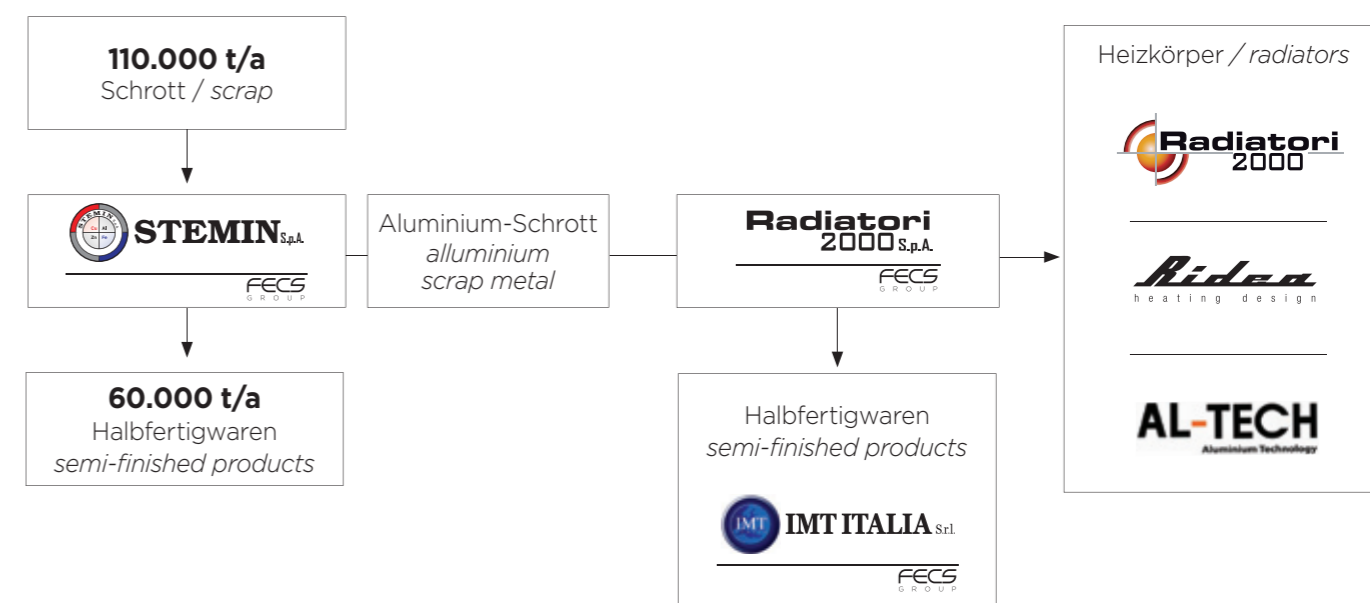 110.000 t/a
Schrott / scrap
STEMIN S.p.A.
FECS
GROUP
60.000 t/a
Halbfertigwaren
semi-finished products
Aluminium-Schrott
alluminium
scrap metal
Radiatori
2000 S.p.A.
FECS
GROUP
Halbfertigwaren
semi-finished products
IMT IMT ITALIA S.r.l.
FECS
GROUP
Heizkörper / radiators
Radiatori
2000
Ridea
heating design
AL-TECH
Aluminium Technology